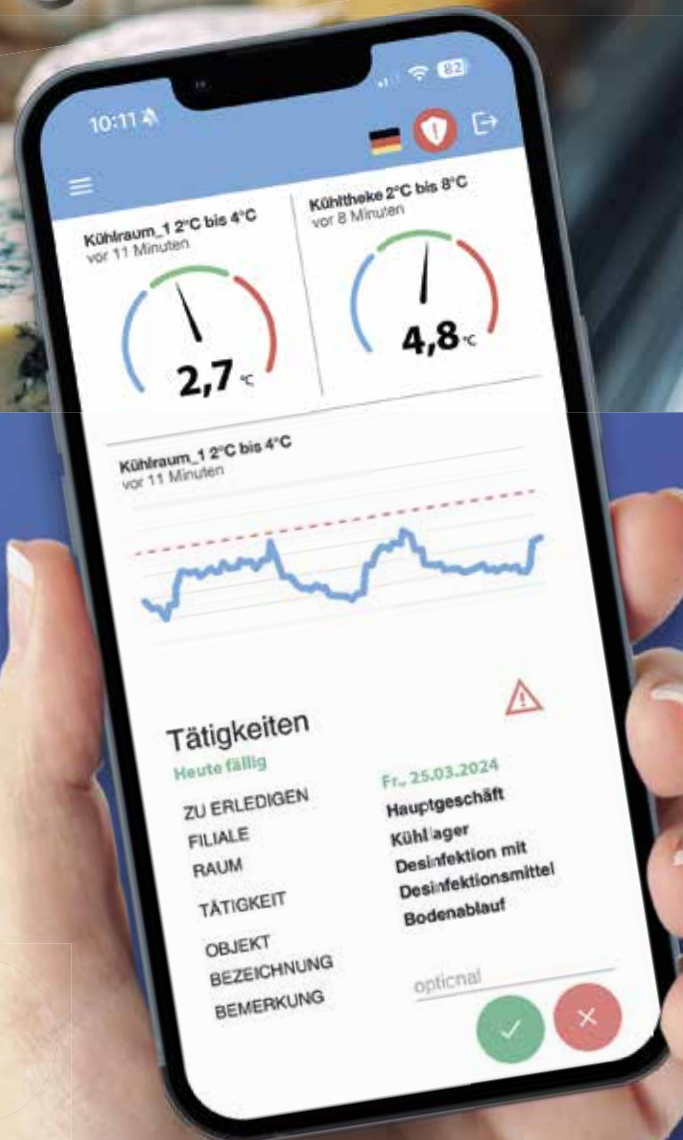 10:11
82
Kühlraum_1 2°C bis 4°C
vor 11 Minuten
2,7 °C
Kühltheke 2°C bis 8°C
vor 8 Minuten
4,8 °C
Kühlraum_1 2°C bis 4°C
vor 11 Minuten
Tätigkeiten
Heute fällig
ZU ERLEDIGEN Fr., 25.03.2024
FILIALE Hauptgeschäft
RAUM Kühllager
TÄTIGKEIT Desinfektion mit
Desinfektionsmittel
OBJEKT Bodenablauf
BEZEICHNUNG
BEMERKUNG optional